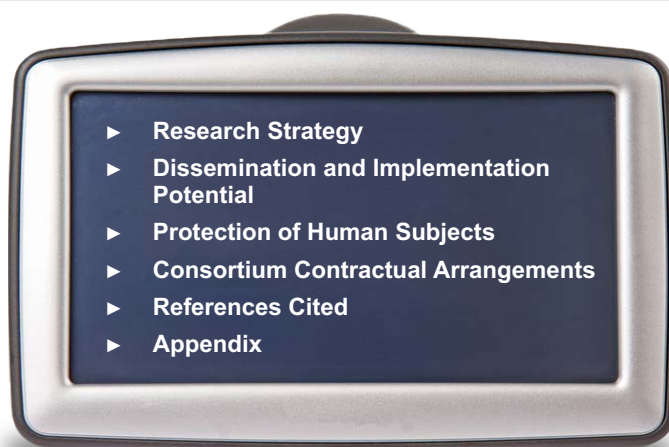 ► Research Strategy
► Dissemination and Implementation
Potential
► Protection of Human Subjects
► Consortium Contractual Arrangements
► References Cited
► Appendix